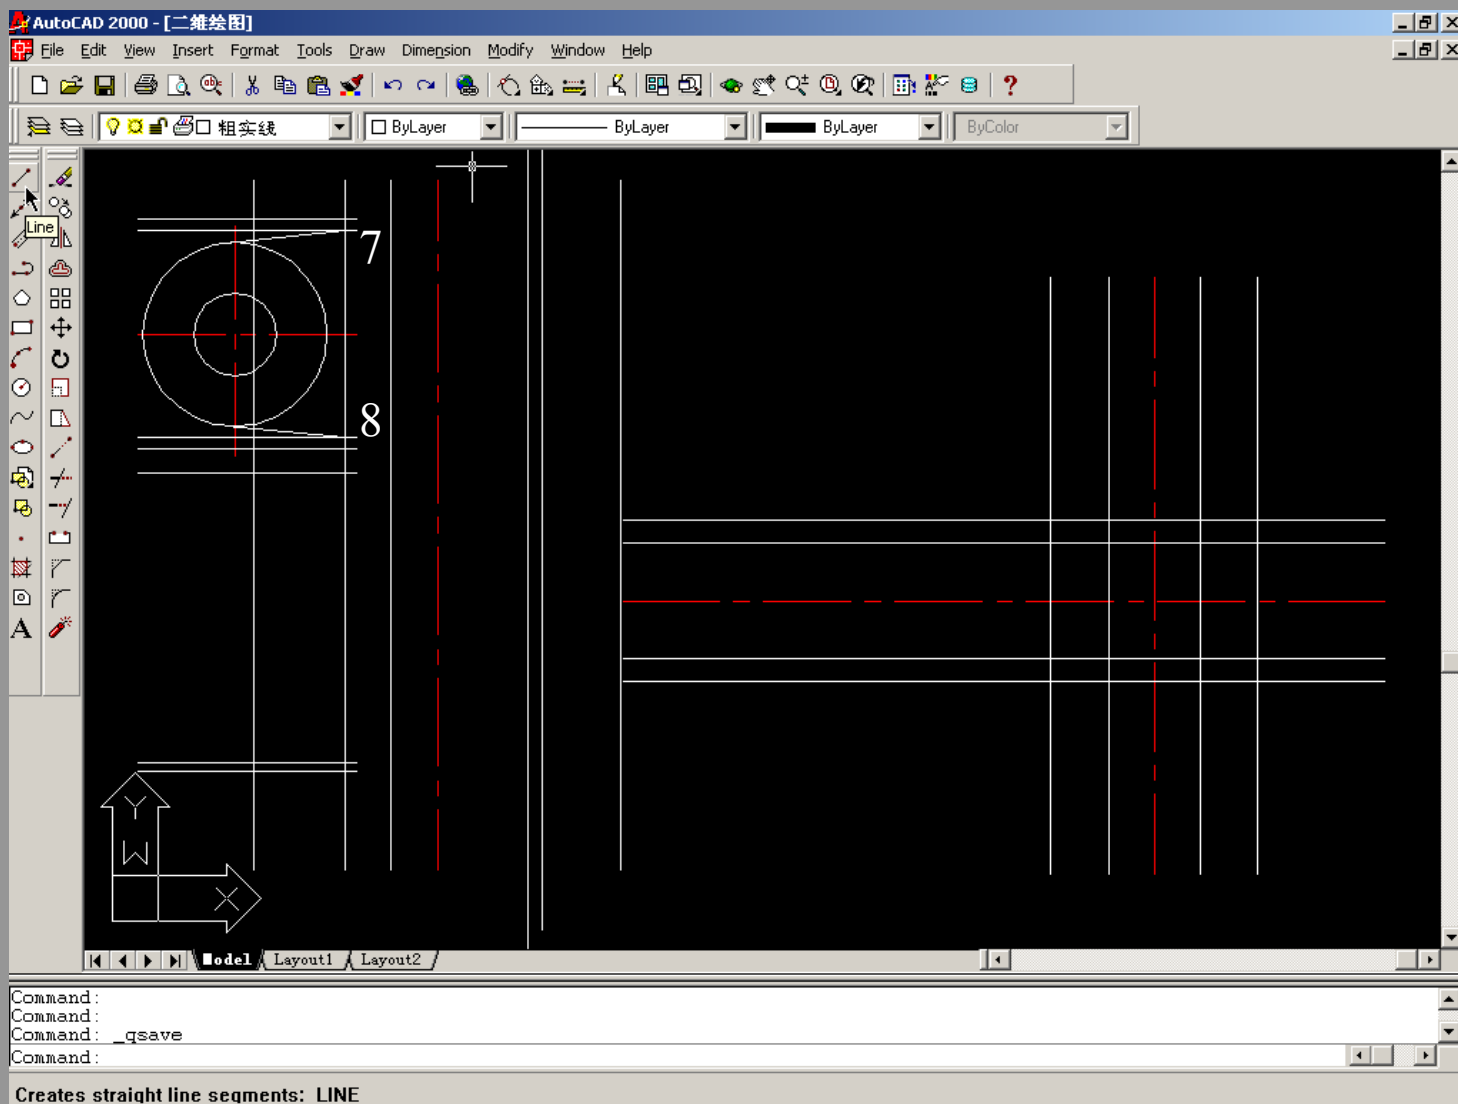 AutoCAD 2000 - [二维绘图]
File Edit View Insert Format Tools Draw Dimension Modify Window Help
粗实线 ByLayer ByLayer ByLayer ByColor
Line
7
8
Y
W
X
Model Layout1 Layout2
Command:
Command:
Command: _qsave
Command:
Creates straight line segments: LINE